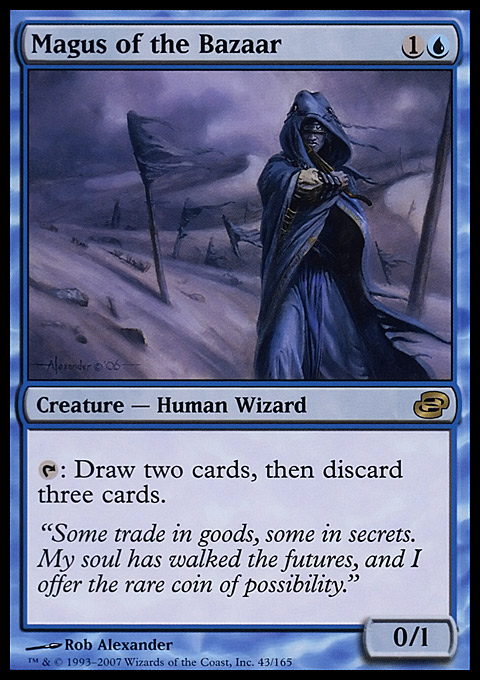 Magus of the Bazaar
1
Alexander © '06
Creature — Human Wizard
: Draw two cards, then discard
three cards.
“Some trade in goods, some in secrets.
My soul has walked the futures, and I
offer the rare coin of possibility.”
Rob Alexander
0/1
™ & © 1993–2007 Wizards of the Coast, Inc. 43/165